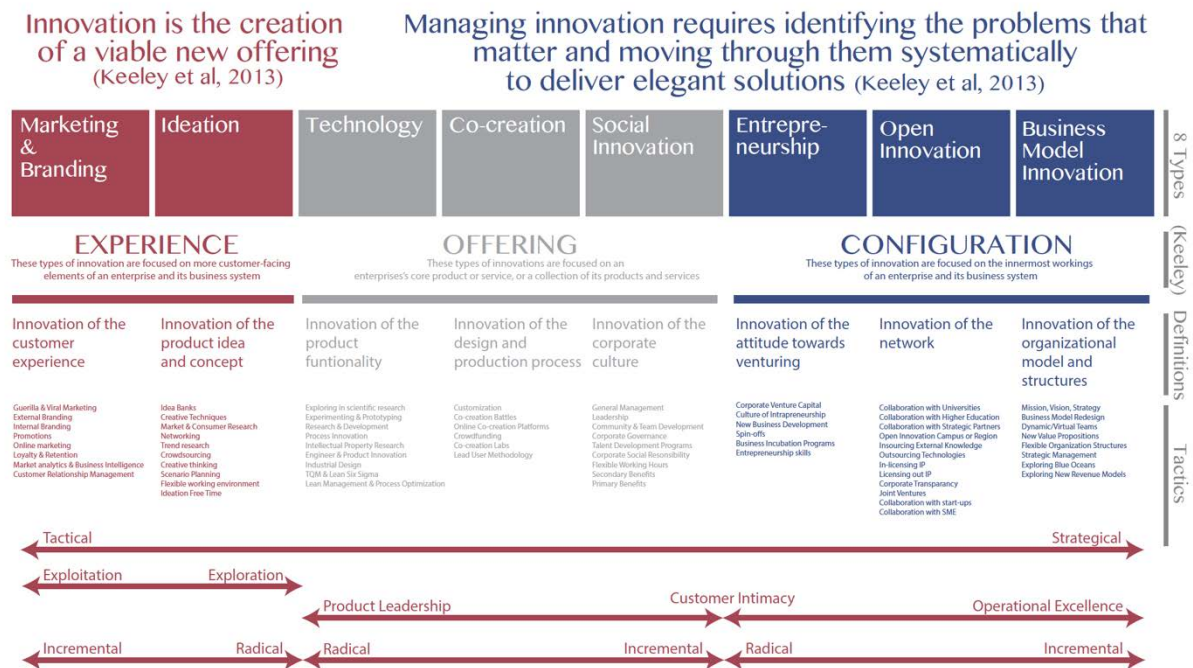 Innovation is the creation
of a viable new offering
(Keeley et al, 2013)
Managing innovation requires identifying the problems that
matter and moving through them systematically
to deliver elegant solutions (Keeley et al, 2013)
Marketing
&
Branding
Ideation
Technology
Co-creation
Social
Innovation
Entrepre-
neurship
Open
Innovation
Business
Model
Innovation
8 Types
(Keeley)
EXPERIENCE
These types of innovation are focused on more customer-facing
elements of an enterprise and its business system
OFFERING
These types of innovations are focused on an
enterprises's core product or service, or a collection of its products and services
CONFIGURATION
These types of innovation are focused on the innermost workings
of an enterprise and its business system
Definitions
Innovation of the
customer
experience
Innovation of the
product idea
and concept
Innovation of the
product
funtionality
Innovation of the
design and
production process
Innovation of the
corporate
culture
Innovation of the
attitude towards
venturing
Innovation of the
network
Innovation of the
organizational
model and
structures
Tactics
Guerilla & Viral Marketing
External Branding
Internal Branding
Promotions
Online marketing
Loyalty & Retention
Market analytics & Business Intelligence
Customer Relationship Management
Idea Banks
Creative Techniques
Market & Consumer Research
Networking
Trend research
Crowdsourcing
Creative thinking
Scenario Planning
Flexible working environment
Ideation Free Time
Exploring in scientific research
Experimenting & Prototyping
Research & Development
Process Innovation
Intellectual Property Research
Engineer & Product Innovation
Industrial Design
TQM & Lean Six Sigma
Lean Management & Process Optimization
Customization
Co-creation Battles
Online Co-creation Platforms
Crowdfunding
Co-creation Labs
Lead User Methodology
General Management
Leadership
Community & Team Development
Corporate Governance
Talent Development Programs
Corporate Social Resonsibility
Flexible Working Hours
Secondary Benefits
Primary Benefits
Corporate Venture Capital
Culture of Intrapreneurship
New Business Development
Spin-offs
Business Incubation Programs
Entrepreneurship skills
Collaboration with Universities
Collaboration with Higher Education
Collaboration with Strategic Partners
Open Innovation Campus or Region
Insourcing External Knowledge
Outsourcing Technologies
In-licensing IP
Licensing out IP
Corporate Transparency
Joint Ventures
Collaboration with start-ups
Collaboration with SME
Mission, Vision, Strategy
Business Model Redesign
Dynamic/Virtual Teams
New Value Propositions
Flexible Organization Structures
Strategic Management
Exploring Blue Oceans
Exploring New Revenue Models
Tactical
Strategical
Exploitation
Exploration
Product Leadership
Customer Intimacy
Operational Excellence
Incremental
Radical
Radical
Incremental
Radical
Incremental